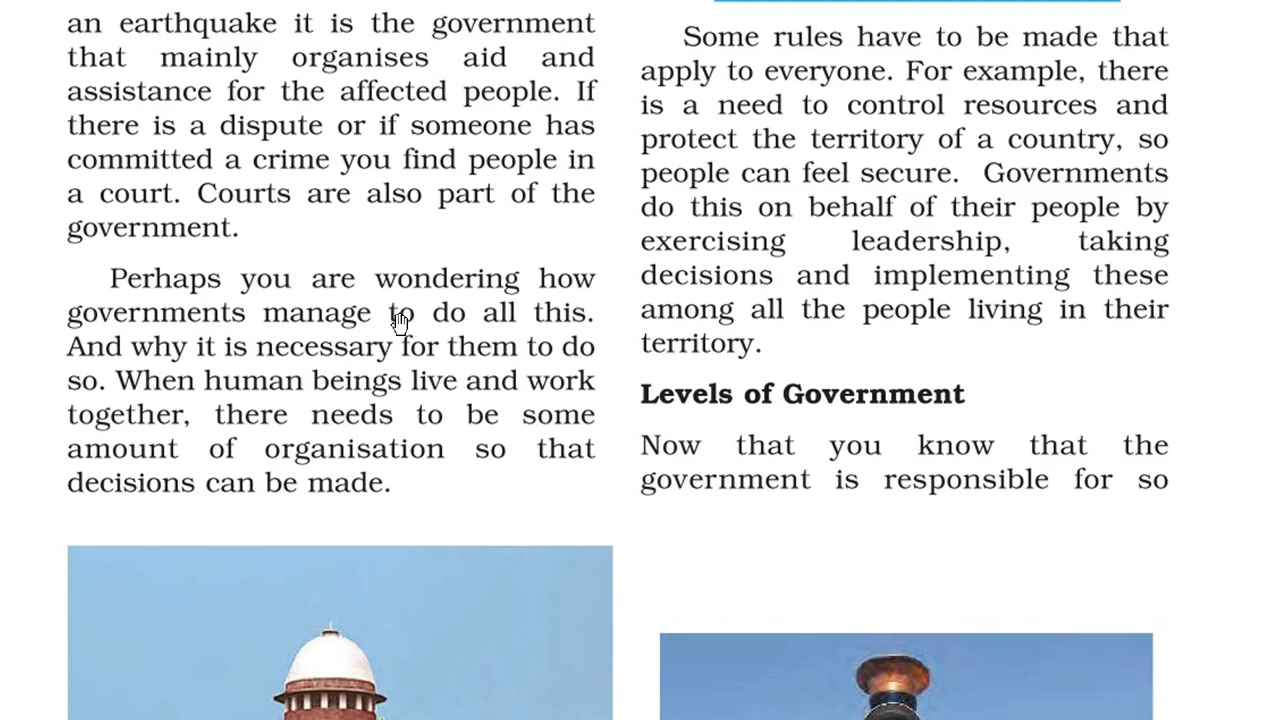 an earthquake it is the government
that mainly organises aid and
assistance for the affected people. If
there is a dispute or if someone has
committed a crime you find people in
a court. Courts are also part of the
government.
Perhaps you are wondering how
governments manage to do all this.
And why it is necessary for them to do
so. When human beings live and work
together, there needs to be some
amount of organisation so that
decisions can be made.
Some rules have to be made that
apply to everyone. For example, there
is a need to control resources and
protect the territory of a country, so
people can feel secure. Governments
do this on behalf of their people by
exercising leadership, taking
decisions and implementing these
among all the people living in their
territory.
Levels of Government
Now that you know that the
government is responsible for so